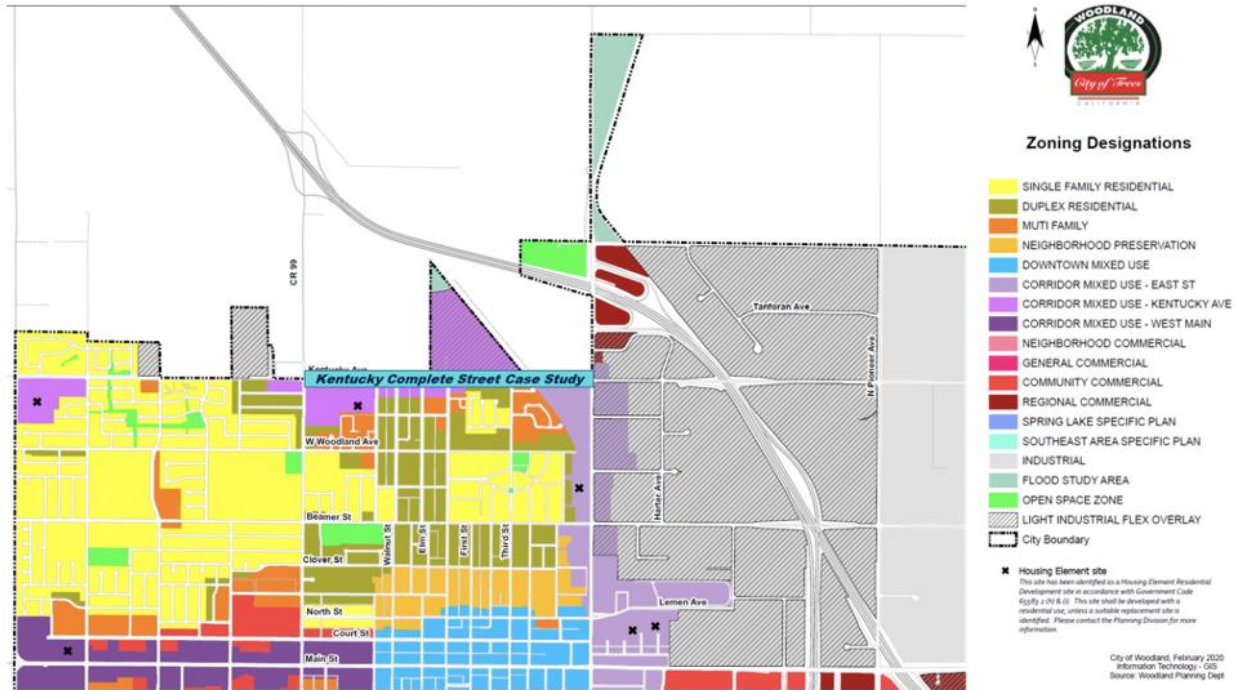 WOODLAND
City of Trees
CALIFORNIA
Zoning Designations
SINGLE FAMILY RESIDENTIAL
DUPLEX RESIDENTIAL
MUTI FAMILY
NEIGHBORHOOD PRESERVATION
DOWNTOWN MIXED USE
CORRIDOR MIXED USE - EAST ST
CORRIDOR MIXED USE - KENTUCKY AVE
CORRIDOR MIXED USE - WEST MAIN
NEIGHBORHOOD COMMERCIAL
GENERAL COMMERCIAL
COMMUNITY COMMERCIAL
REGIONAL COMMERCIAL
SPRING LAKE SPECIFIC PLAN
SOUTHEAST AREA SPECIFIC PLAN
INDUSTRIAL
FLOOD STUDY AREA
OPEN SPACE ZONE
LIGHT INDUSTRIAL FLEX OVERLAY
City Boundary
Housing Element site
This site has been identified as a Housing Element Residential
Development site in accordance with Government Code
This site shall be developed with a
residential use, unless a suitable replacement site is
identified. Please contact the Planning Division for more
information.
City of Woodland, February 2020
Information Technology - GIS
Source: Woodland Planning Dept
CR 99
Tanforan Ave
N Pioneer Ave
Kentucky Complete Street Case Study
W Woodland Ave
Harter Ave
Beamer St
Walnut St
Elm St
First St
Third St
Clover St
North St
Lemen Ave
Court St
Main St